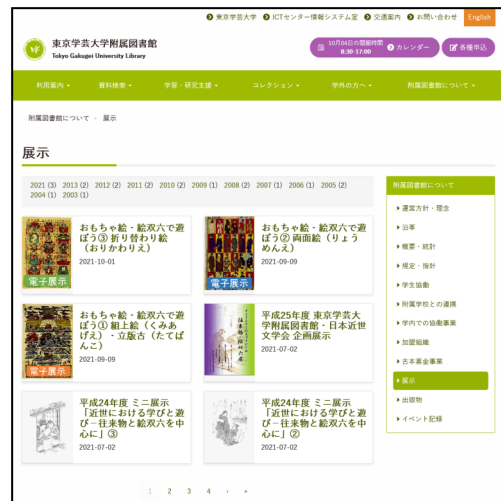 東京学芸大学 ICTセンター情報システム室 交通案内 お問い合わせ English
東京学芸大学附属図書館
Tokyo Gakugei University Library
10月04日の開館時間
8:30-17:00
カレンダー
各種申込
利用案内 資料検索 学習・研究支援 コレクション 学外の方へ 附属図書館について
附属図書館について 展示
展示
2021 (3) 2013 (2) 2012 (2) 2011 (2) 2010 (2) 2009 (1) 2008 (2) 2007 (1) 2006 (1) 2005 (2)
2004 (1) 2003 (1)
電子展示
おもちゃ絵・絵双六で遊
ぼう③ 折り替わり絵
（おりかわりえ）
2021-10-01
電子展示
おもちゃ絵・絵双六で遊
ぼう② 両面絵（りょう
めんえ）
2021-09-09
電子展示
おもちゃ絵・絵双六で遊
ぼう① 組上絵（くみあ
げえ）・立版古（たてば
んこ）
2021-09-09
平成25年度 東京学芸大
学附属図書館・日本近世
文学会 企画展示
2021-07-02
平成24年度 ミニ展示
「近世における学びと遊
び－往来物と絵双六を中
心に」③
2021-07-02
平成24年度 ミニ展示
「近世における学びと遊
び－往来物と絵双六を中
心に」②
2021-07-02
1 2 3 4 › »
附属図書館について
運営方針・理念
沿革
概要・統計
規定・指針
学生協働
附属学校との連携
学内での協働事業
加盟組織
古本募金事業
展示
出版物
イベント記録